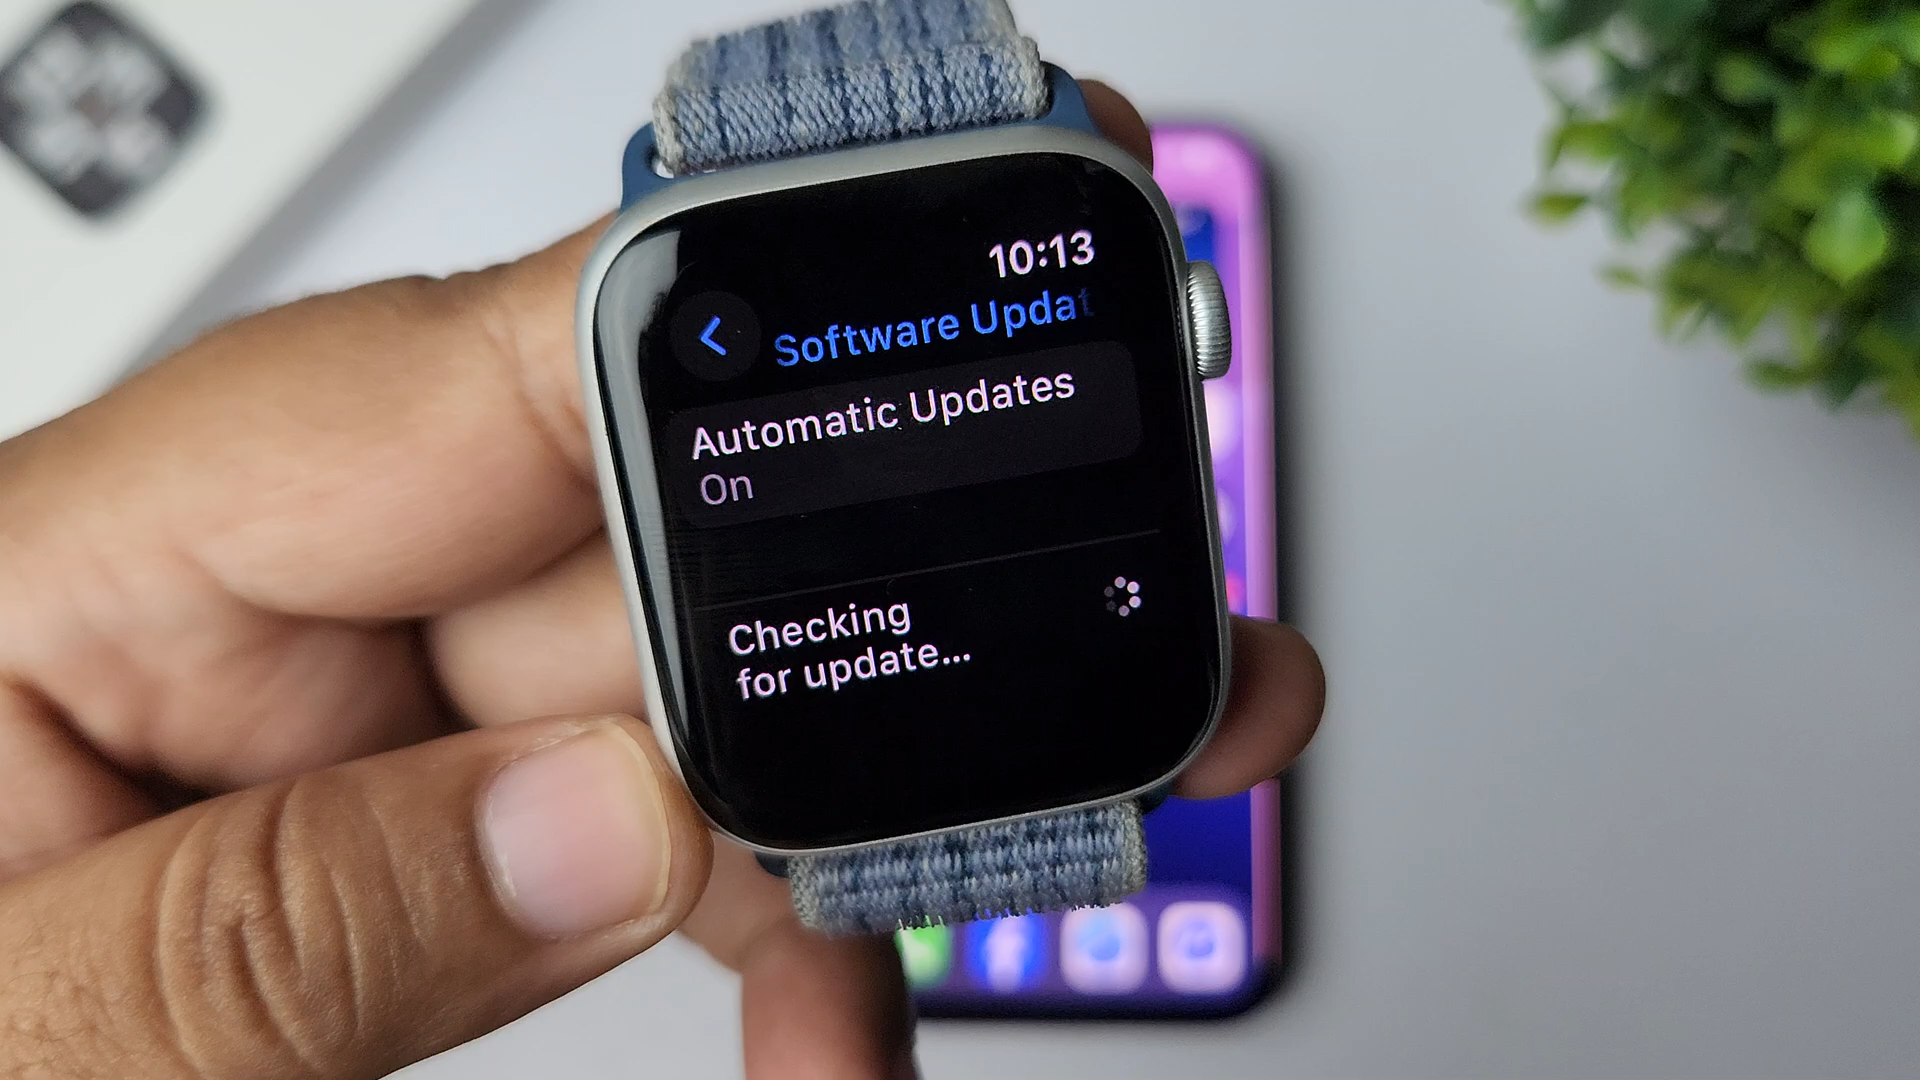 10:13
Software Updat
Automatic Updates
On
Checking
for update...